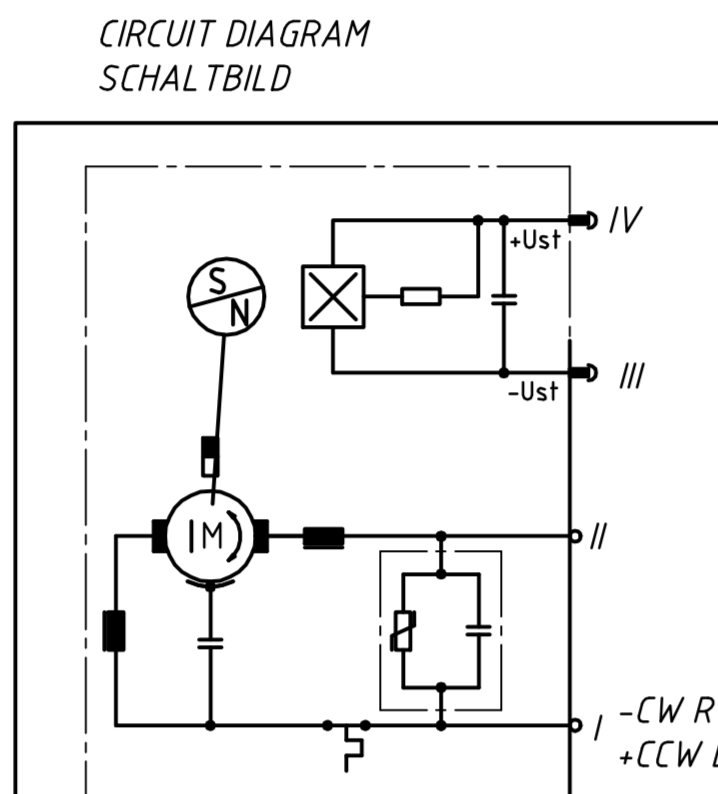 CIRCUIT DIAGRAM
SCHALTBILD
IV
+Ust
S
N
III
-Ust
M
II
I
-CW R
+CCW